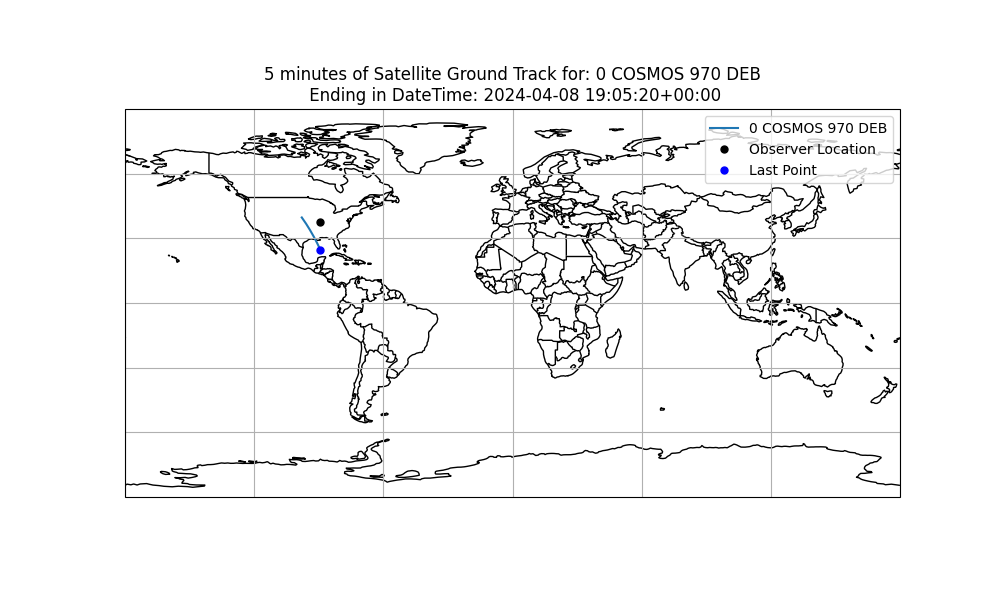 5 minutes of Satellite Ground Track for: 0 COSMOS 970 DEB
Ending in DateTime: 2024-04-08 19:05:20+00:00
0 COSMOS 970 DEB
Observer Location
Last Point